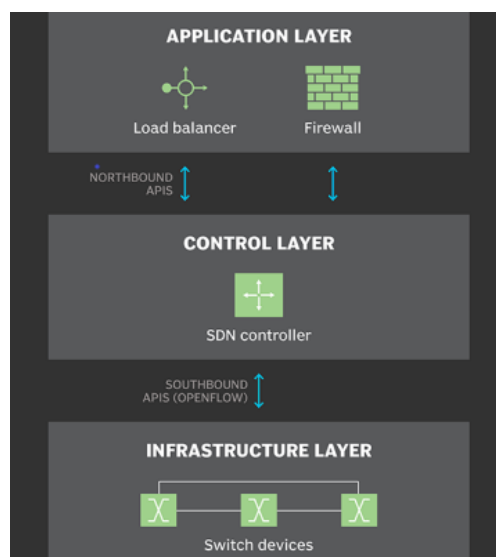 APPLICATION LAYER
Load balancer
Firewall
NORTHBOUND
APIS
CONTROL LAYER
SDN controller
SOUTHBOUND
APIS (OPENFLOW)
INFRASTRUCTURE LAYER
Switch devices